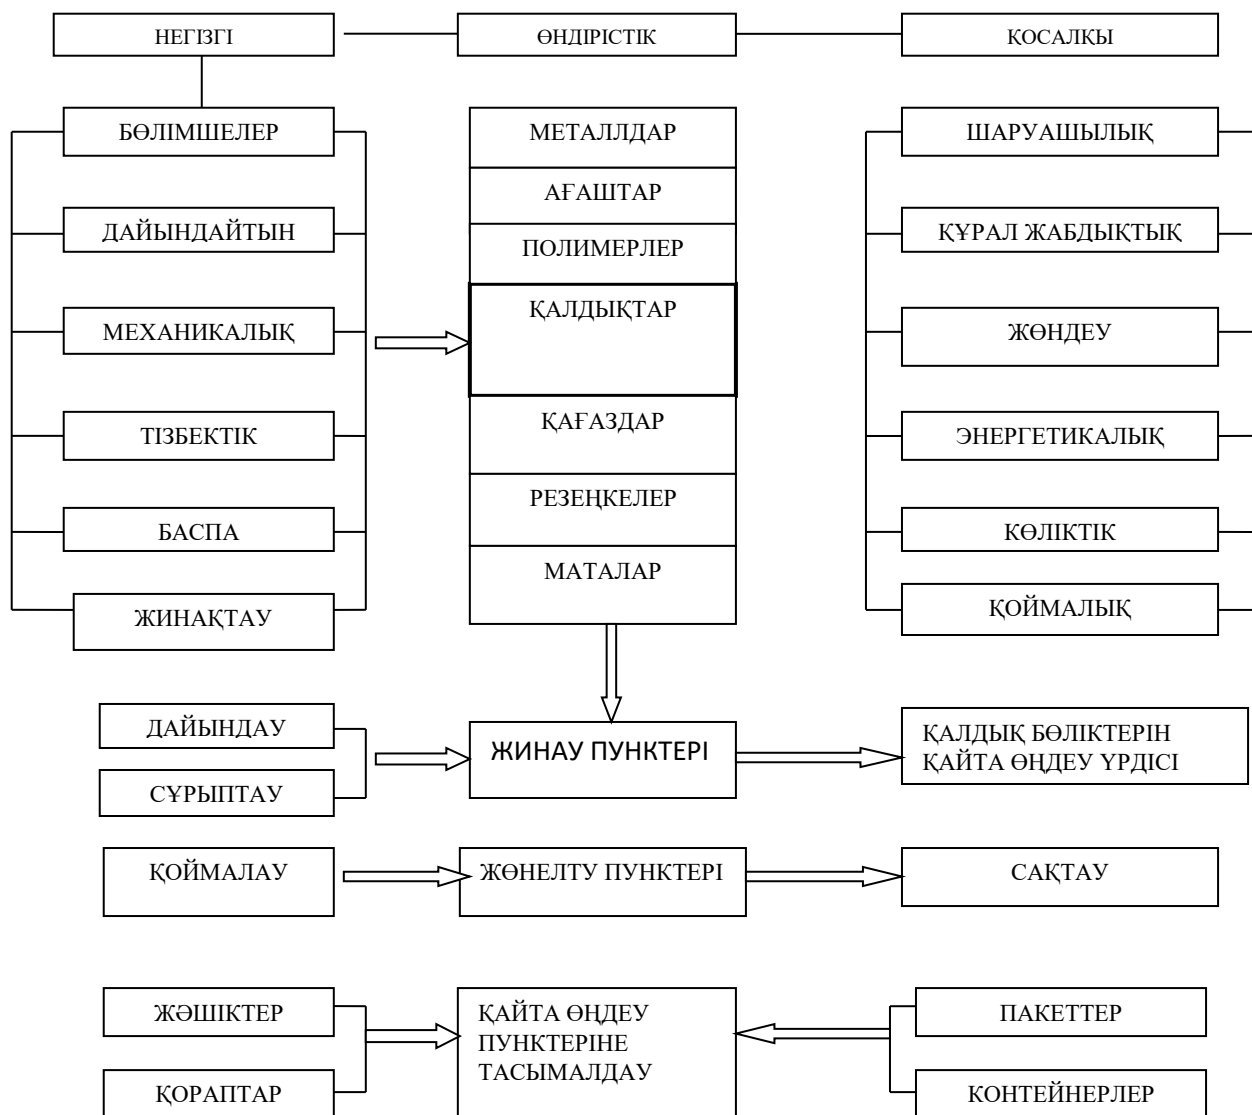 НЕГІЗГІ
ӨНДІРІСТІК
ҚОСАЛҚЫ
БӨЛІМШЕЛЕР
МЕТАЛЛДАР
ШАРУАШЫЛЫҚ
АҒАШТАР
ДАЙЫНДАЙТЫН
ПОЛИМЕРЛЕР
ҚҰРАЛ ЖАБДЫҚТЫҚ
МЕХАНИКАЛЫҚ
ҚАЛДЫҚТАР
ЖӨНДЕУ
ТІЗБЕКТІК
ҚАҒАЗДАР
ЭНЕРГЕТИКАЛЫҚ
РЕЗЕҢКЕЛЕР
БАСПА
КӨЛІКТІК
МАТАЛАР
ЖИНАҚТАУ
ҚОЙМАЛЫҚ
ДАЙЫНДАУ
СҰРЫПТАУ
ЖИНАУ ПУНКТЕРІ
ҚАЛДЫҚ БӨЛІКТЕРІН
ҚАЙТА ӨҢДЕУ ҮРДІСІ
ҚОЙМАЛАУ
ЖӨНЕЛТУ ПУНКТЕРІ
САҚТАУ
ЖӘШІКТЕР
ҚОРАПТАР
ҚАЙТА ӨҢДЕУ
ПУНКТЕРІНЕ
ТАСЫМАЛДАУ
ПАКЕТТЕР
КОНТЕЙНЕРЛЕР